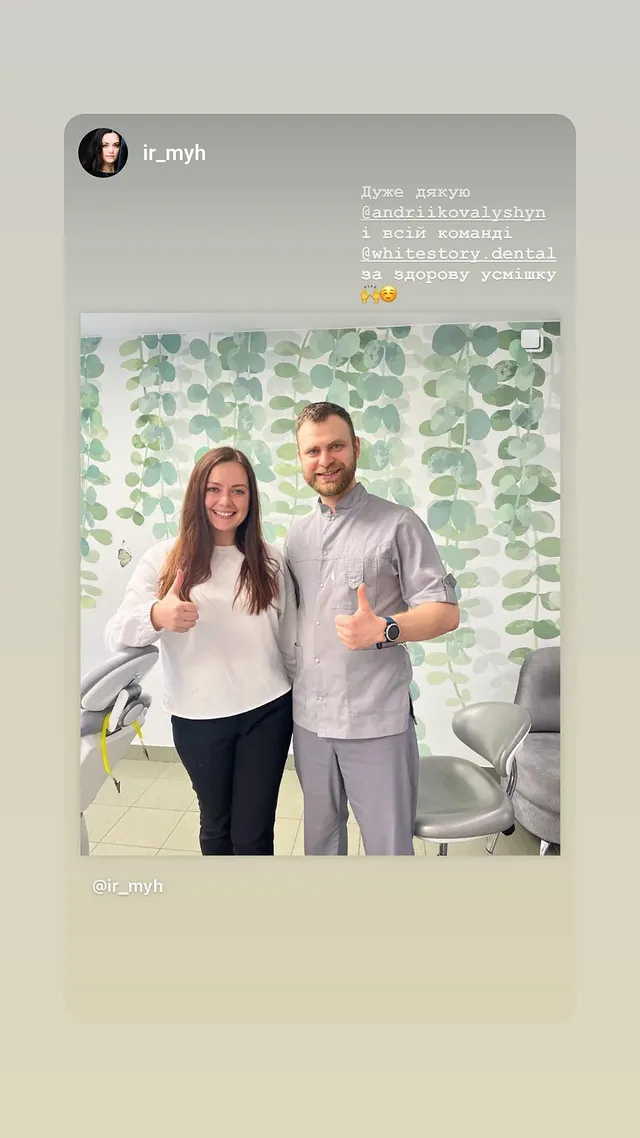 ir_myh
Дуже дякую
@andriikovalyshyn
і всій команді
@whitestory.dental
за здорову усмішку
🙌☺️
@ir_myh